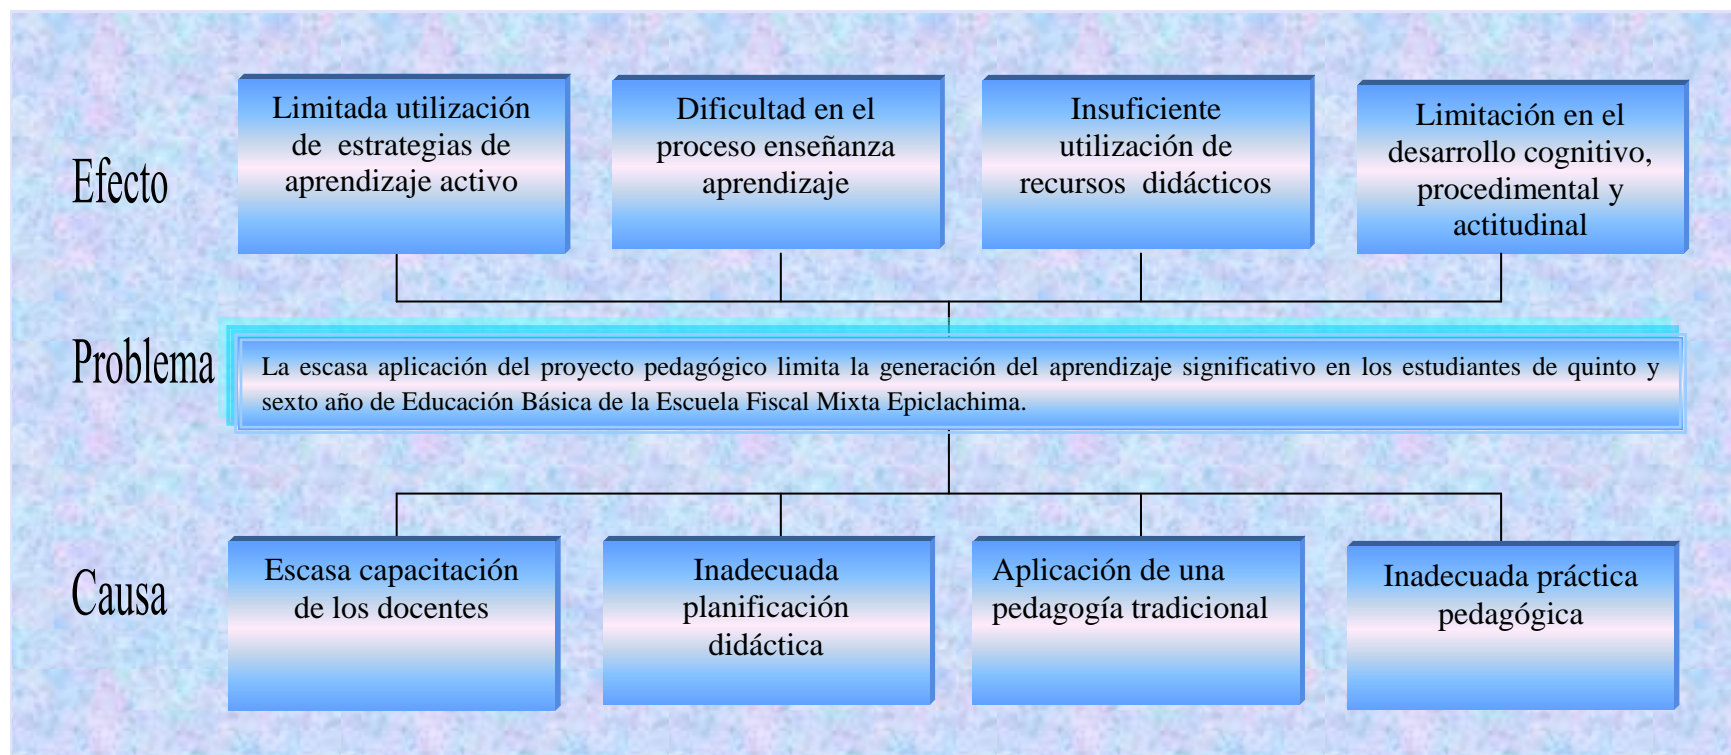 Efecto
Limitada utilización
de estrategias de
aprendizaje activo
Dificultad en el
proceso enseñanza
aprendizaje
Insuficiente
utilización de
recursos didácticos
Limitación en el
desarrollo cognitivo,
procedimental y
actitudinal
Problema
La escasa aplicación del proyecto pedagógico limita la generación del aprendizaje significativo en los estudiantes de quinto y
sexto año de Educación Básica de la Escuela Fiscal Mixta Epiclachima.
Causa
Escasa capacitación
de los docentes
Inadecuada
planificación
didáctica
Aplicación de una
pedagogía tradicional
Inadecuada práctica
pedagógica